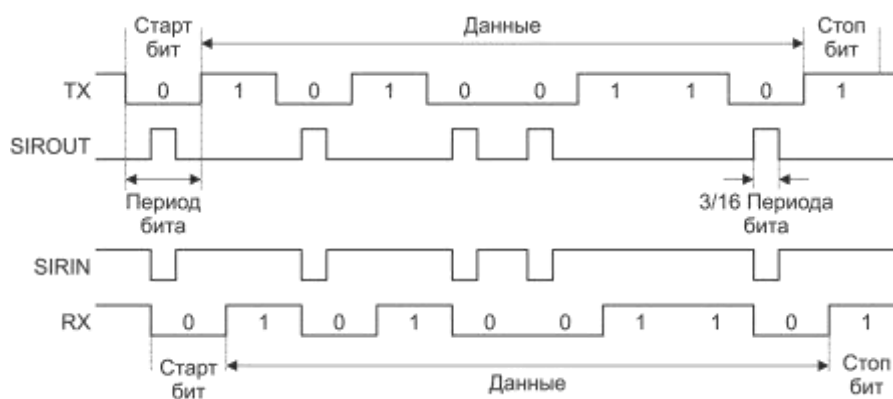 Старт
бит
Данные
Стоп
бит
TX 0 1 0 1 0 0 1 1 0 1
SIROUT
Период
бита
3/16 Периода
бита
SIRIN
RX 0 1 0 1 0 0 1 1 0 1
Старт
бит
Данные
Стоп
бит